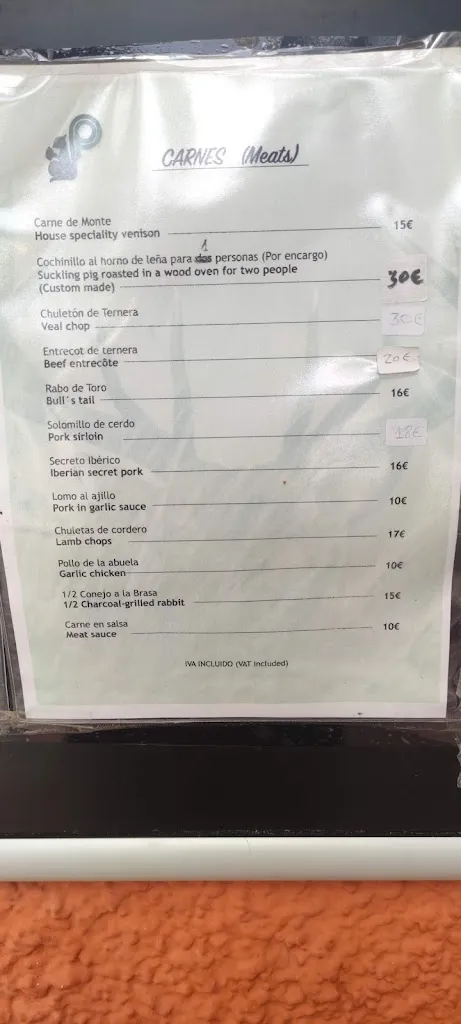 CARNES (Meats)
Carne de Monte
House speciality venison 15€
1
Cochinillo al horno de leña para dos personas (Por encargo)
Suckling pig roasted in a wood oven for two people
(Custom made) 30€
Chuletón de Ternera
Veal chop 30€
Entreçot de ternera
Beef entrecôte 20€
Rabo de Toro
Bull´s tail 16€
Solomillo de cerdo
Pork sirloin 18€
Secreto Ibérico
Iberian secret pork 16€
Lomo al ajillo
Pork in garlic sauce 10€
Chuletas de cordero
Lamb chops 17€
Pollo de la abuela
Garlic chicken 10€
1/2 Conejo a la Brasa
1/2 Charcoal-grilled rabbit 15€
Carne en salsa
Meat sauce 10€
IVA INCLUIDO (VAT included)